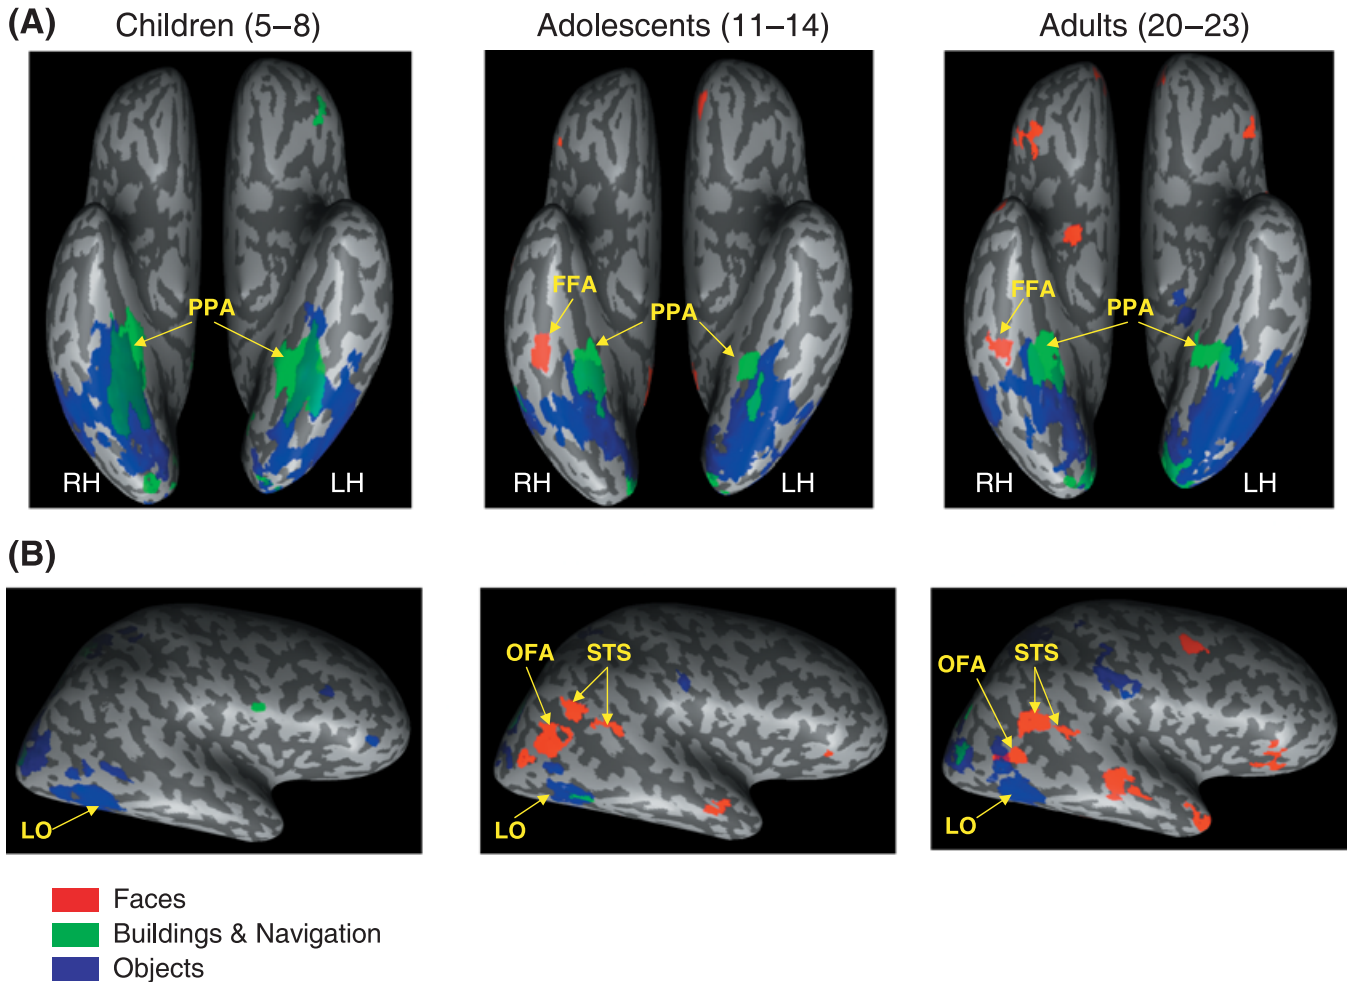 (A)
Children (5–8)
Adolescents (11–14)
Adults (20–23)
PPA
RH
LH
FFA
PPA
RH
LH
FFA
PPA
RH
LH
(B)
LO
OFA
STS
LO
OFA
STS
LO
Faces
Buildings & Navigation
Objects